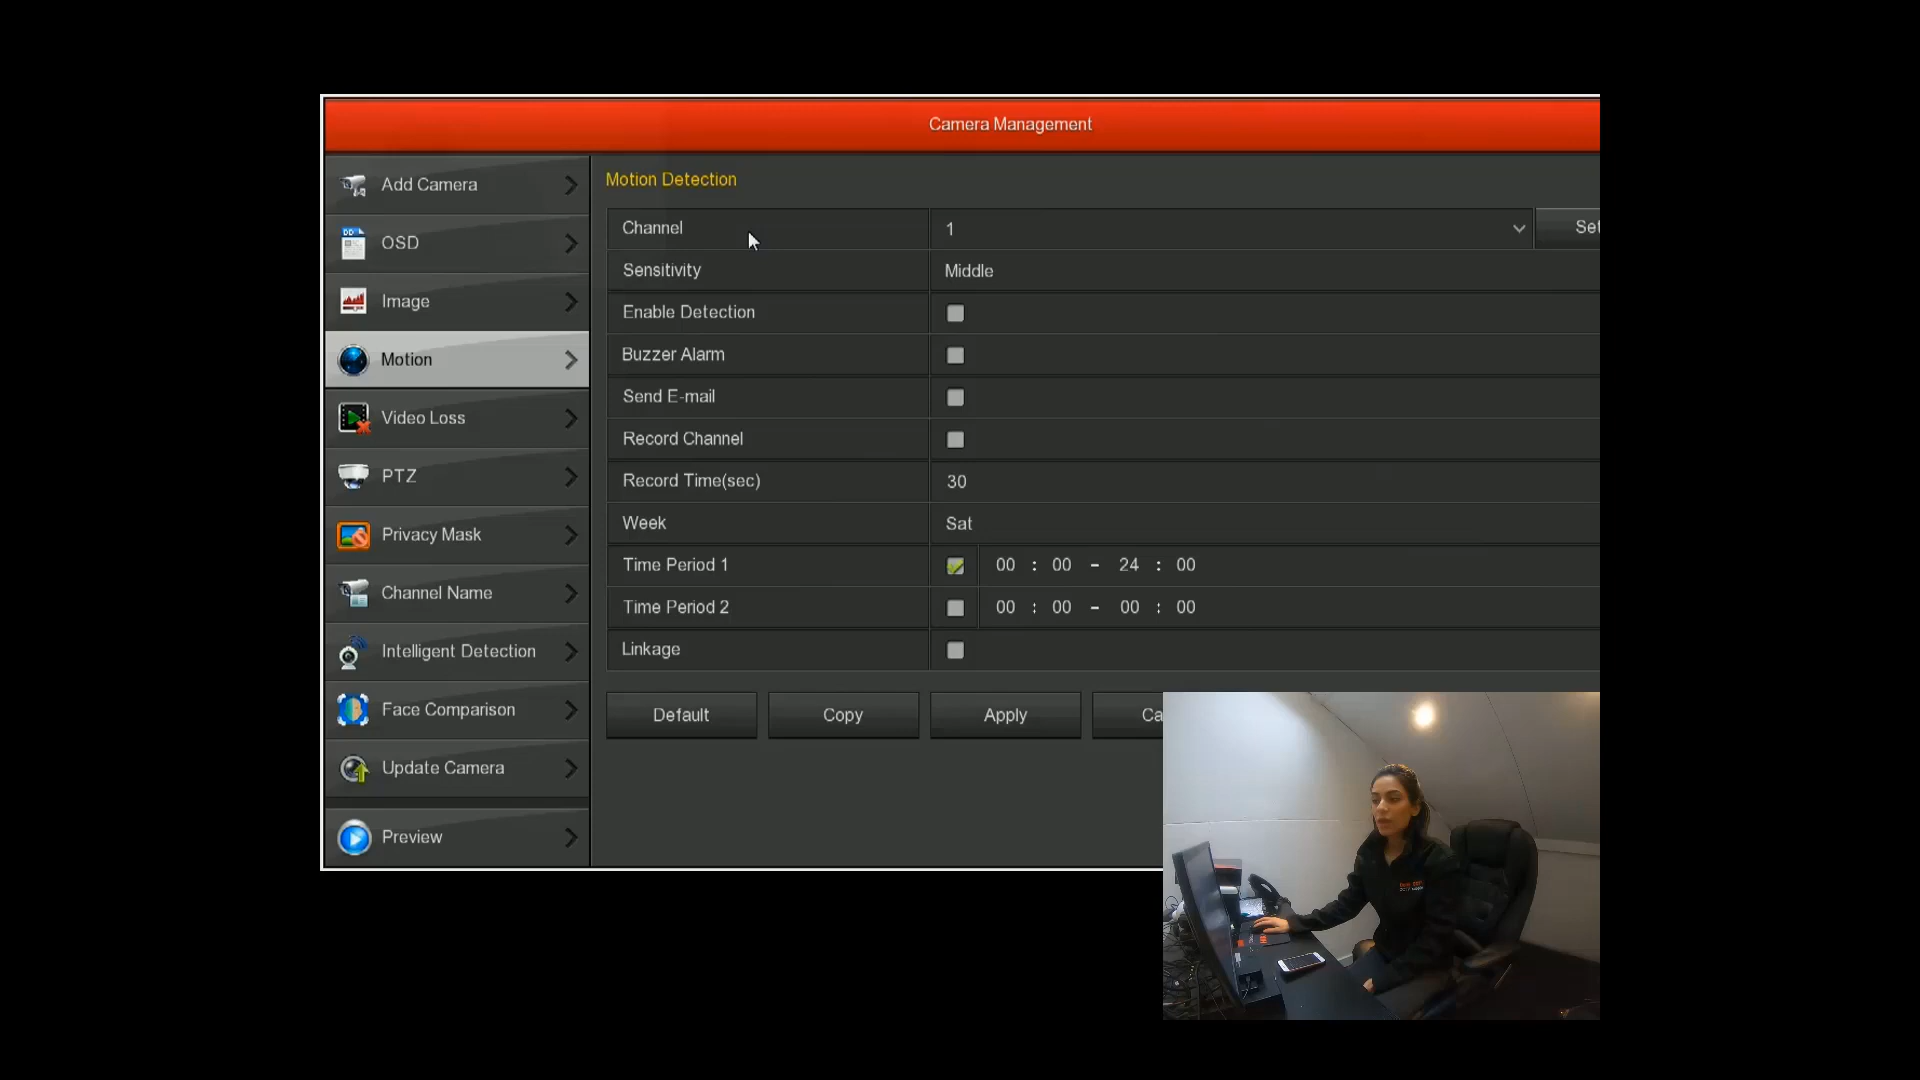 Camera Management
Add Camera
OSD
Image
Motion
Video Loss
PTZ
Privacy Mask
Channel Name
Intelligent Detection
Face Comparison
Update Camera
Preview
Motion Detection
Channel 1 Set
Sensitivity Middle
Enable Detection
Buzzer Alarm
Send E-mail
Record Channel
Record Time(sec) 30
Week Sat
Time Period 1 00 : 00 - 24 : 00
Time Period 2 00 : 00 - 00 : 00
Linkage
Default Copy Apply Ca